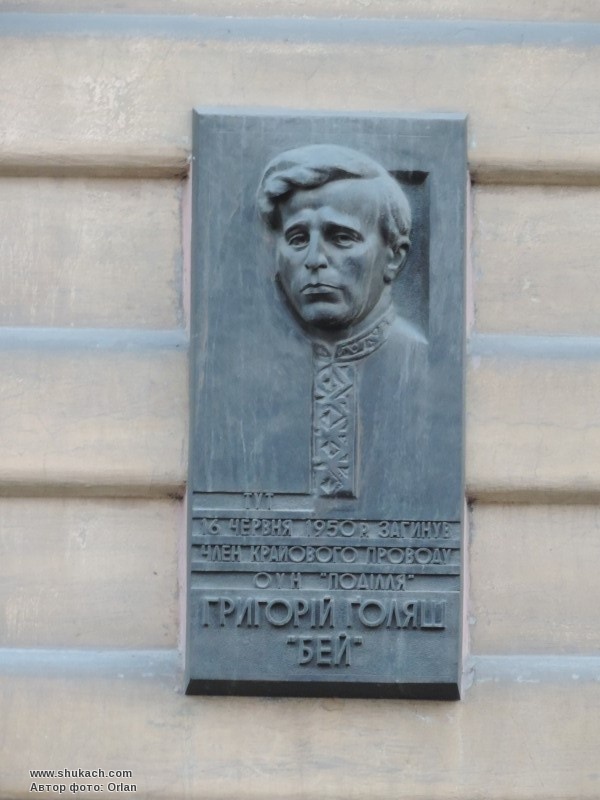 ТУТ
16 ЧЕРВНЯ 1950 Р. ЗАГИНУВ
ЧЛЕН КРАЙОВОГО ПРОВОДУ
ОУН "ПОДІЛЛЯ"
ГРИГОРІЙ ГОЛЯШ
"БЕЙ"
www.shukach.com
Автор фото: Orlan